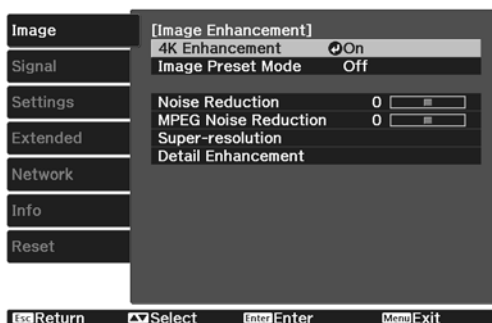 Image
Signal
Settings
Extended
Network
Info
Reset
[Image Enhancement]
4K Enhancement On
Image Preset Mode Off
Noise Reduction 0
MPEG Noise Reduction 0
Super-resolution
Detail Enhancement
Esc Return Select Enter Enter Menu Exit